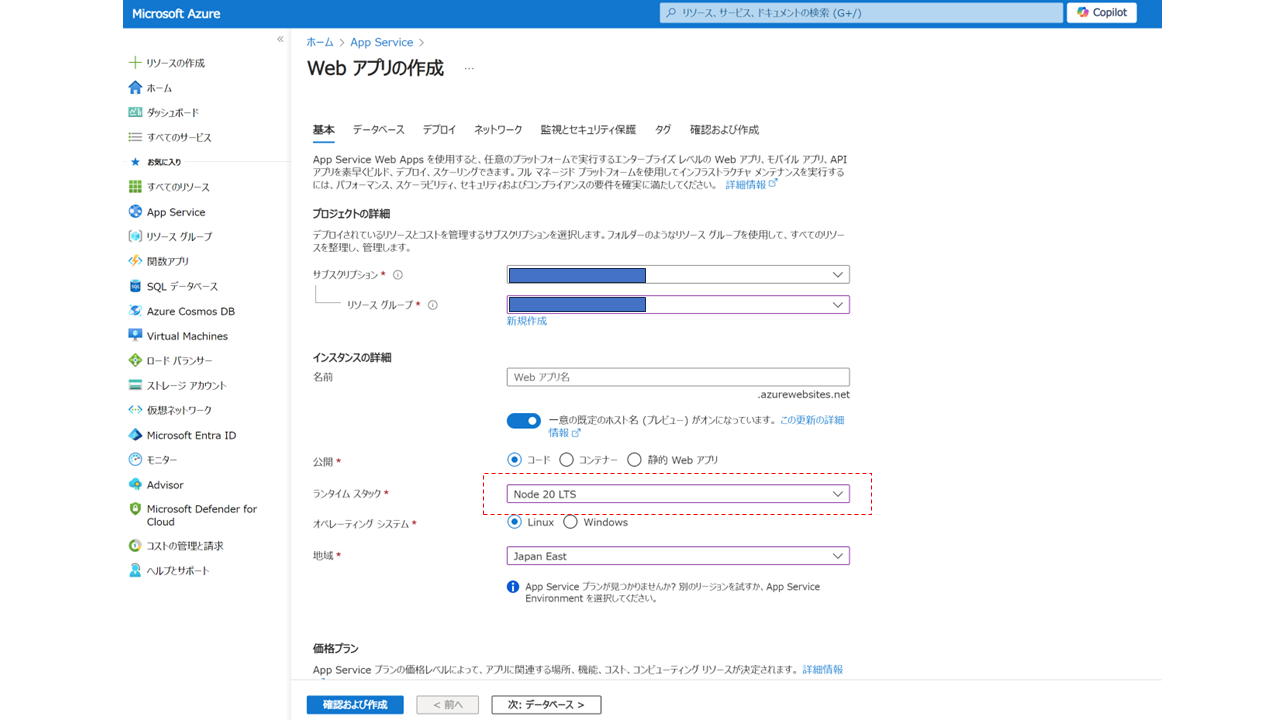 Microsoft Azure
リソース、サービス、ドキュメントの検索 (G+/)
Copilot
«
リソースの作成
ホーム
ダッシュボード
すべてのサービス
お気に入り
すべてのリソース
App Service
リソース グループ
関数アプリ
SQL データベース
Azure Cosmos DB
Virtual Machines
ロード バランサー
ストレージ アカウント
仮想ネットワーク
Microsoft Entra ID
モニター
Advisor
Microsoft Defender for
Cloud
コストの管理と請求
ヘルプとサポート
ホーム > App Service >
Web アプリの作成 …
基本 データベース デプロイ ネットワーク 監視とセキュリティ保護 タグ 確認および作成
App Service Web Apps を使用すると、任意のプラットフォームで実行するエンタープライズ レベルの Web アプリ、モバイル アプリ、API
アプリを素早くビルド、デプロイ、スケーリングできます。フル マネージド プラットフォームを使用してインフラストラクチャ メンテナンスを実行する
には、パフォーマンス、スケーラビリティ、セキュリティおよびコンプライアンスの要件を確実に満たしてください。 詳細情報
プロジェクトの詳細
デプロイされているリソースとコストを管理するサブスクリプションを選択します。フォルダーのようなリソース グループを使用して、すべてのリソー
スを整理し、管理します。
サブスクリプション *
リソース グループ *
新規作成
インスタンスの詳細
名前
Web アプリ名
.azurewebsites.net
一意の既定のホスト名 (プレビュー) がオンになっています。 この更新の詳細
情報
公開 * コード コンテナー 静的 Web アプリ
ランタイム スタック * Node 20 LTS
オペレーティング システム * Linux Windows
地域 * Japan East
App Service プランが見つかりませんか? 別のリージョンを試すか、App Service
Environment を選択してください。
価格プラン
App Service プランの価格レベルによって、アプリに関連する場所、機能、コスト、コンピューティング リソースが決定されます。 詳細情報
確認および作成 < 前へ 次: データベース >